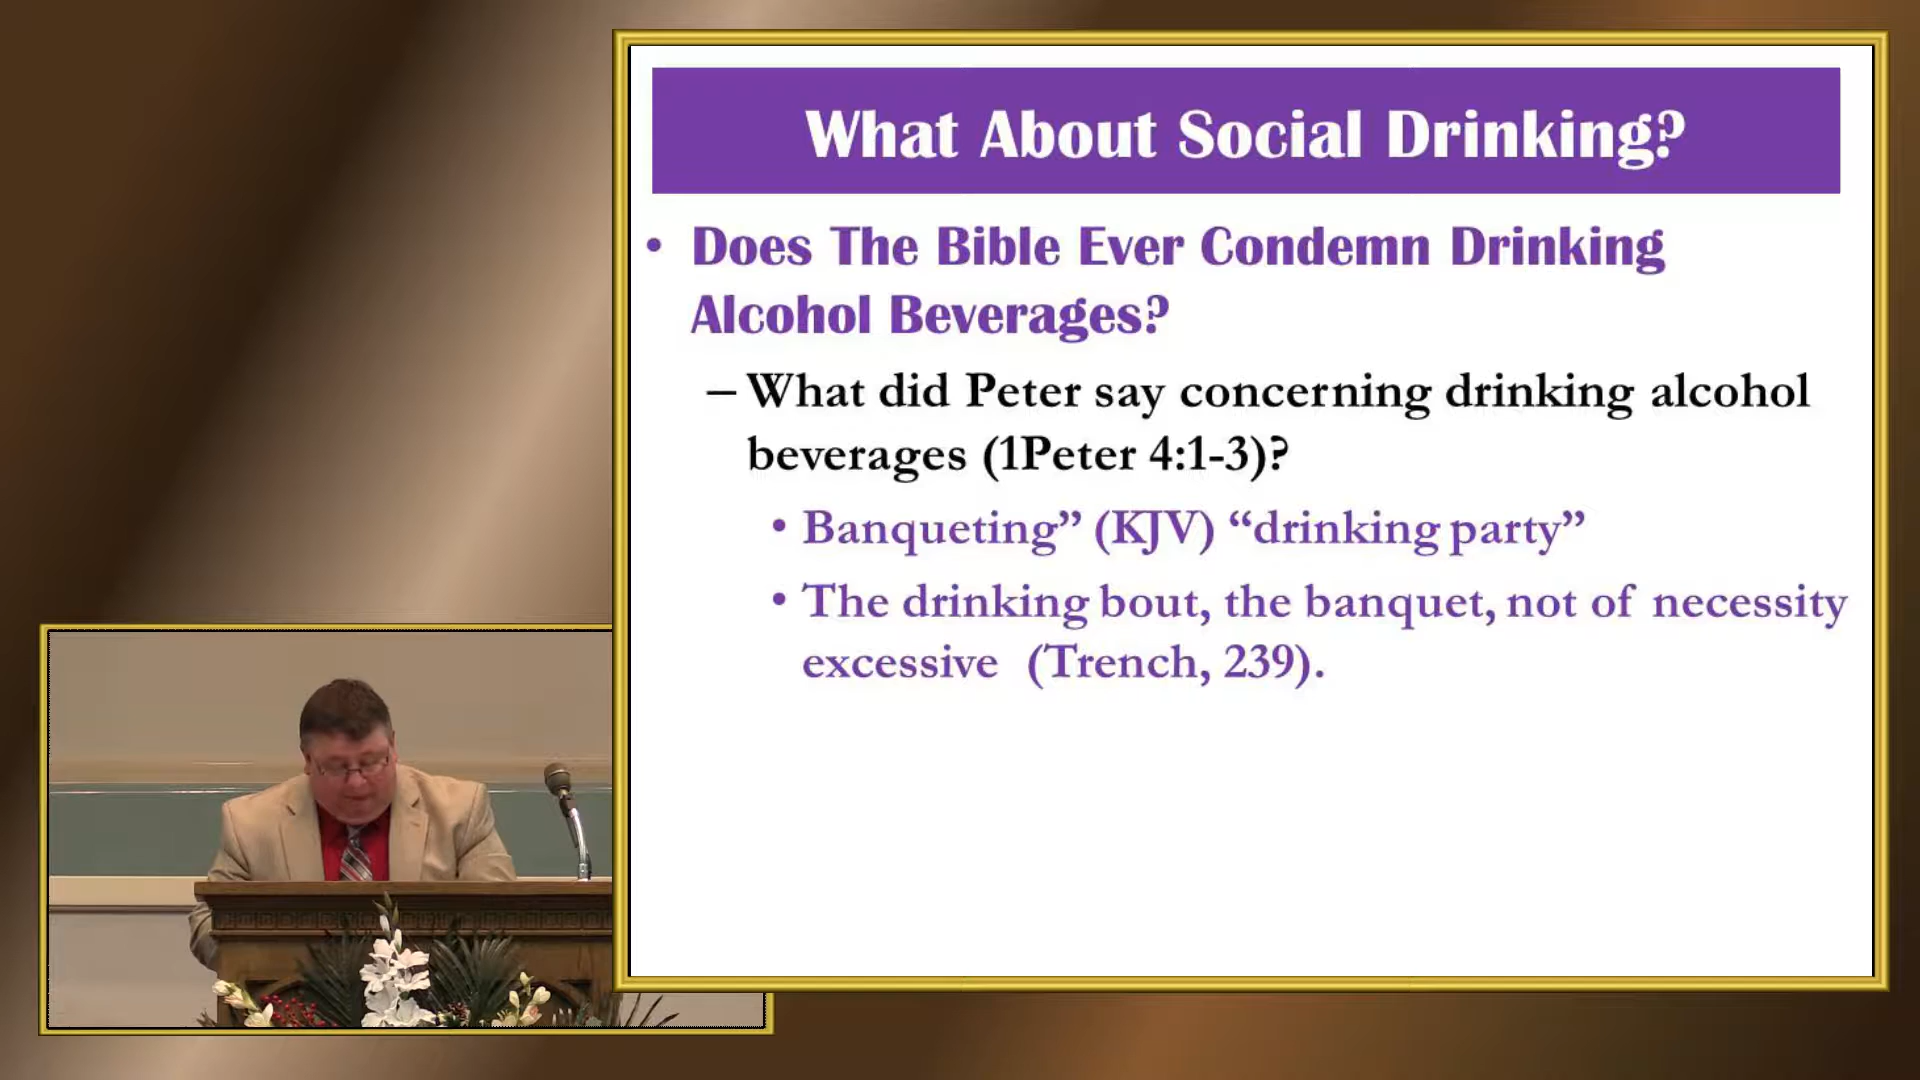 What About Social Drinking?
• Does The Bible Ever Condemn Drinking
Alcohol Beverages?
– What did Peter say concerning drinking alcohol
beverages (1Peter 4:1-3)?
• Banqueting” (KJV) “drinking party”
• The drinking bout, the banquet, not of necessity
excessive (Trench, 239).